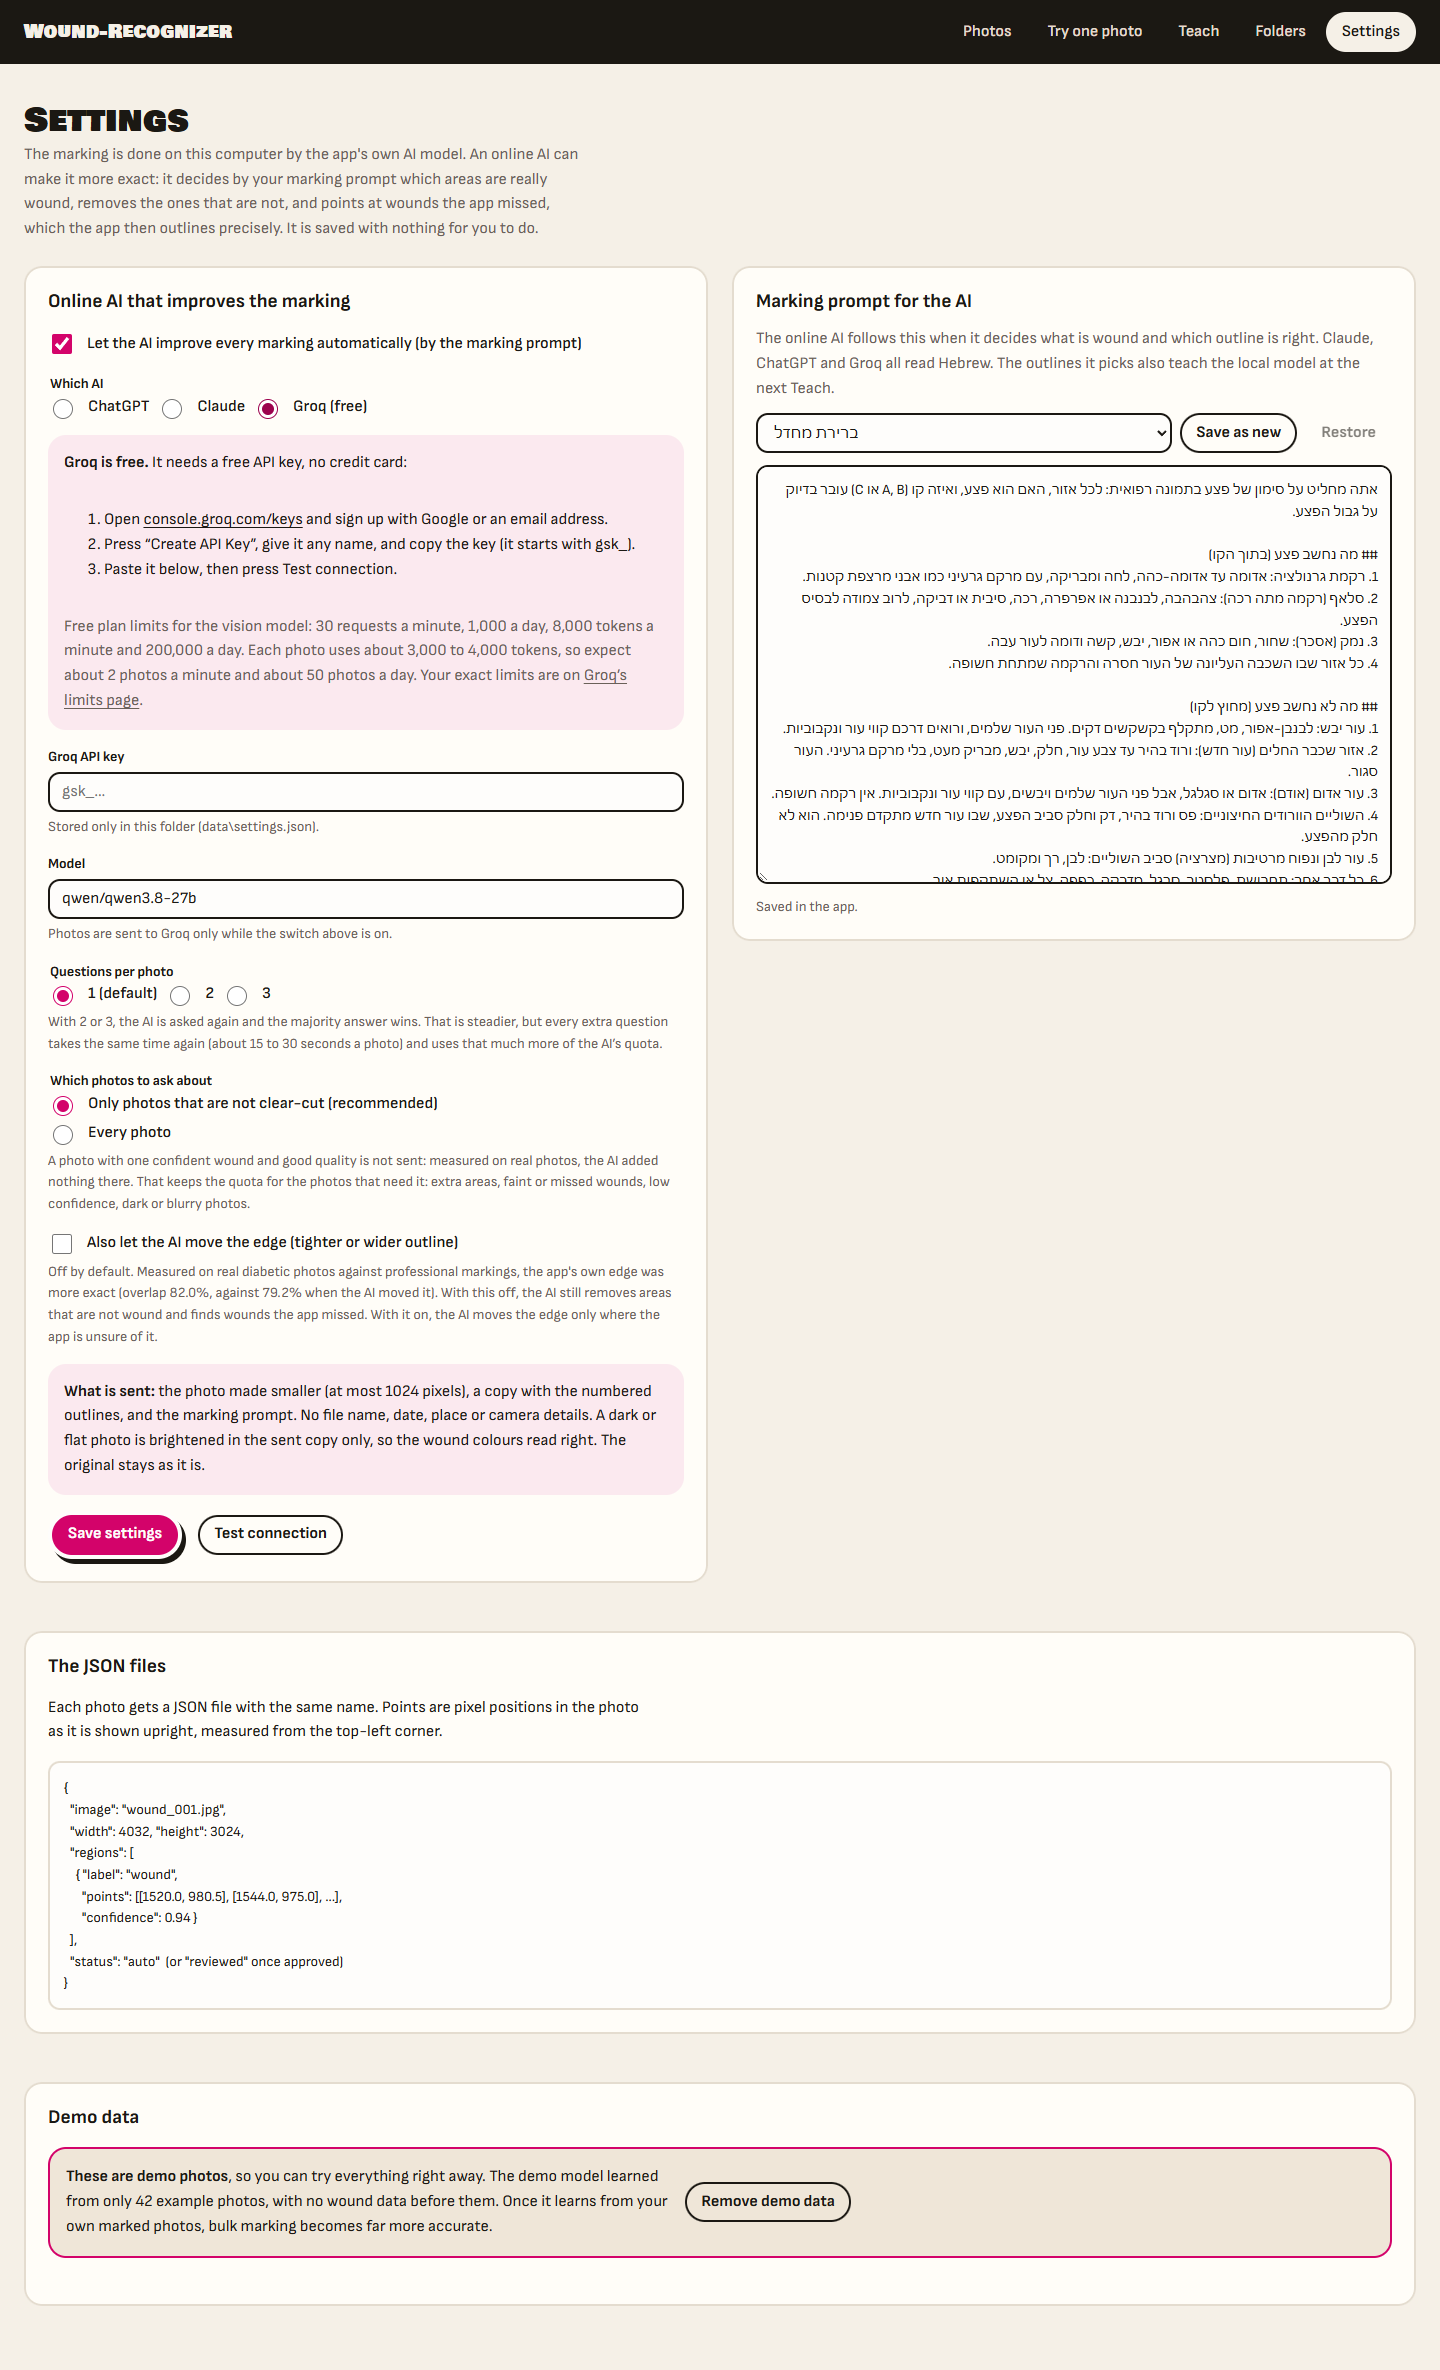 Wound-Recognizer
Photos
Try one photo
Teach
Folders
Settings
Settings
The marking is done on this computer by the app's own AI model. An online AI can
make it more exact: it decides by your marking prompt which areas are really
wound, removes the ones that are not, and points at wounds the app missed,
which the app then outlines precisely. It is saved with nothing for you to do.
Online AI that improves the marking
Let the AI improve every marking automatically (by the marking prompt)
Which AI
ChatGPT
Claude
Groq (free)
Groq is free. It needs a free API key, no credit card:
1. Open console.groq.com/keys and sign up with Google or an email address.
2. Press “Create API Key”, give it any name, and copy the key (it starts with gsk_).
3. Paste it below, then press Test connection.
Free plan limits for the vision model: 30 requests a minute, 1,000 a day, 8,000 tokens a
minute and 200,000 a day. Each photo uses about 3,000 to 4,000 tokens, so expect
about 2 photos a minute and about 50 photos a day. Your exact limits are on Groq’s
limits page.
Groq API key
gsk_...
Stored only in this folder (data\settings.json).
Model
qwen/qwen3.8-27b
Photos are sent to Groq only while the switch above is on.
Questions per photo
1 (default)
2
3
With 2 or 3, the AI is asked again and the majority answer wins. That is steadier, but every extra question
takes the same time again (about 15 to 30 seconds a photo) and uses that much more of the AI’s quota.
Which photos to ask about
Only photos that are not clear-cut (recommended)
Every photo
A photo with one confident wound and good quality is not sent: measured on real photos, the AI added
nothing there. That keeps the quota for the photos that need it: extra areas, faint or missed wounds, low
confidence, dark or blurry photos.
Also let the AI move the edge (tighter or wider outline)
Off by default. Measured on real diabetic photos against professional markings, the app's own edge was
more exact (overlap 82.0%, against 79.2% when the AI moved it). With this off, the AI still removes areas
that are not wound and finds wounds the app missed. With it on, the AI moves the edge only where the
app is unsure of it.
What is sent: the photo made smaller (at most 1024 pixels), a copy with the numbered
outlines, and the marking prompt. No file name, date, place or camera details. A dark or
flat photo is brightened in the sent copy only, so the wound colours read right. The
original stays as it is.
Save settings
Test connection
Marking prompt for the AI
The online AI follows this when it decides what is wound and which outline is right. Claude,
ChatGPT and Groq all read Hebrew. The outlines it picks also teach the local model at the
next Teach.
ברירת מחדל
Save as new
Restore
אתה מחליט על סימון של פצע בתמונה רפואית: לכל אזור, האם הוא פצע, ואיזה קו (A, B או C) עובר בדיוק
על גבול הפצע.
## מה נחשב פצע (בתוך הקו)
1. רקמת גרנולציה: אדומה עד אדומה-כהה, לחה ומבריקה, עם מרקם גרעיני כמו אבני מרצפת קטנות.
2. סלאף (רקמה מתה רכה): צהבהבה, לבנבנה או אפרפרה, רכה, סיבית או דביקה, לרוב צמודה לבסיס
הפצע.
3. נמק (אסכר): שחור, חום כהה או אפור, יבש, קשה ודומה לעור עבה.
4. כל אזור שבו השכבה העליונה של העור חסרה והרקמה שמתחת חשופה.
## מה לא נחשב פצע (מחוץ לקו)
1. עור יבש: לבנבן-אפור, מט, מתקלף בקשקשים דקים. פני העור שלמים, ורואים דרכם קווי עור ונקבוביות.
2. אזור שכבר החלים (עור חדש): ורוד בהיר עד צבע עור, חלק, יבש, מבריק מעט, בלי מרקם גרעיני. העור
סגור.
3. עור אדום (אודם): אדום או סגלגל, אבל פני העור שלמים ויבשים, עם קווי עור ונקבוביות. אין רקמה חשופה.
4. השוליים הוורודים החיצוניים: פס ורוד בהיר, דק וחלק סביב הפצע, שבו עור חדש מתקדם פנימה. הוא לא
חלק מהפצע.
5. עור לבן ונפוח מרטיבות (מצרציה) סביב השוליים: לבן, רך ומקומט.
6. כל דבר אחר: תחבושת, פלסטר, סרגל, מדבקה, כפפה, צל או השתקפות אור.
Saved in the app.
The JSON files
Each photo gets a JSON file with the same name. Points are pixel positions in the photo
as it is shown upright, measured from the top-left corner.
{
"image": "wound_001.jpg",
"width": 4032, "height": 3024,
"regions": [
{ "label": "wound",
"points": [[1520.0, 980.5], [1544.0, 975.0], ...],
"confidence": 0.94 }
],
"status": "auto" (or "reviewed" once approved)
}
Demo data
These are demo photos, so you can try everything right away. The demo model learned
from only 42 example photos, with no wound data before them. Once it learns from your
own marked photos, bulk marking becomes far more accurate.
Remove demo data